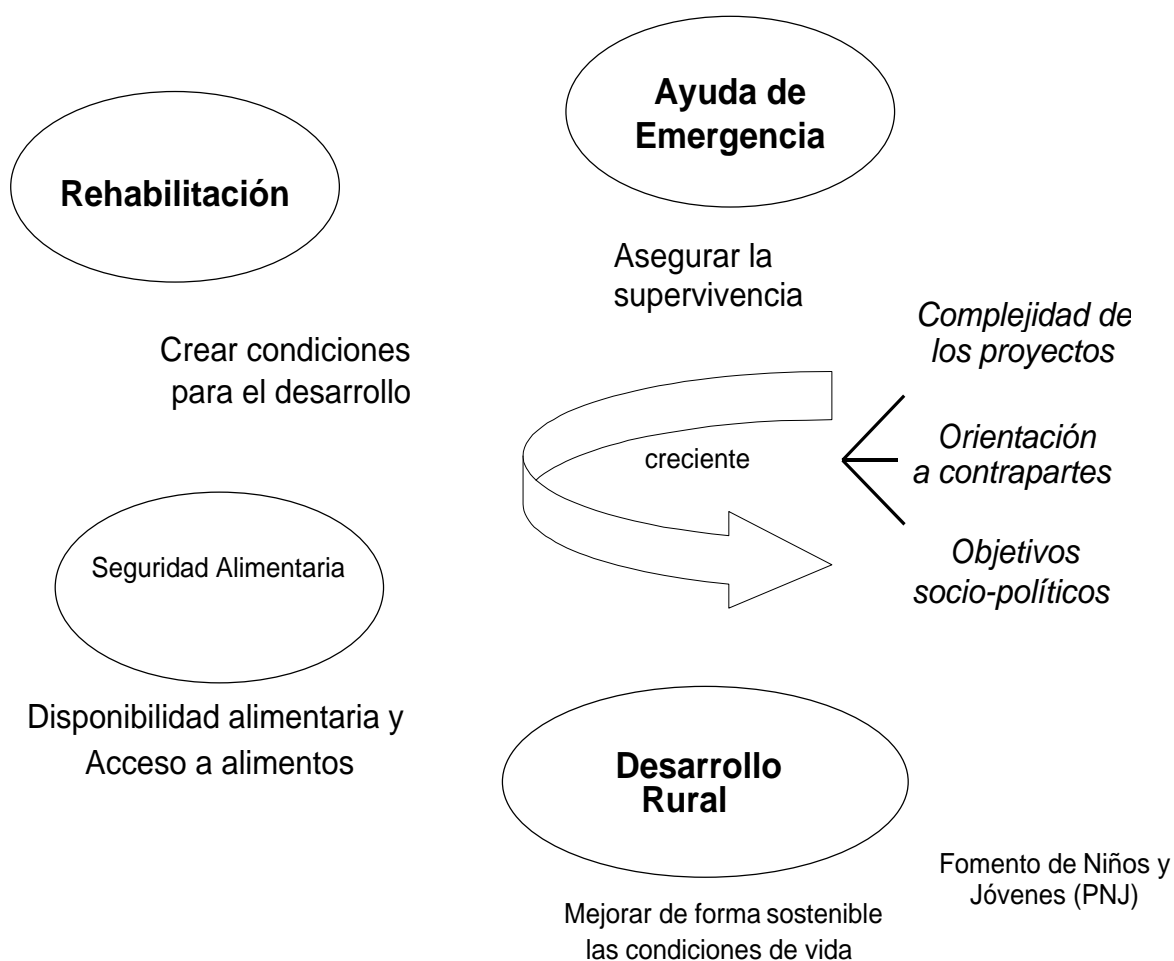 Ayuda de
Emergencia
Rehabilitación
Asegurar la
supervivencia
Crear condiciones
para el desarrollo
Complejidad de
los proyectos
creciente
Orientación
a contrapartes
Objetivos
socio-políticos
Seguridad Alimentaria
Disponibilidad alimentaria y
Acceso a alimentos
Desarrollo
Rural
Mejorar de forma sostenible
las condiciones de vida
Fomento de Niños y
Jóvenes (PNJ)